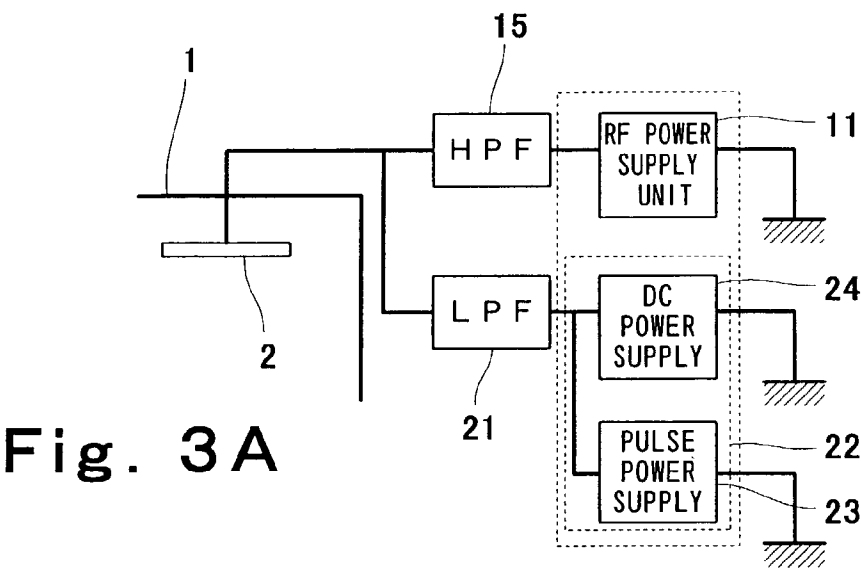 15
1
HPF
RF POWER
SUPPLY
UNIT
11
2
LPF
21
DC
POWER
SUPPLY
24
Fig. 3A
PULSE
POWER
SUPPLY
22
23